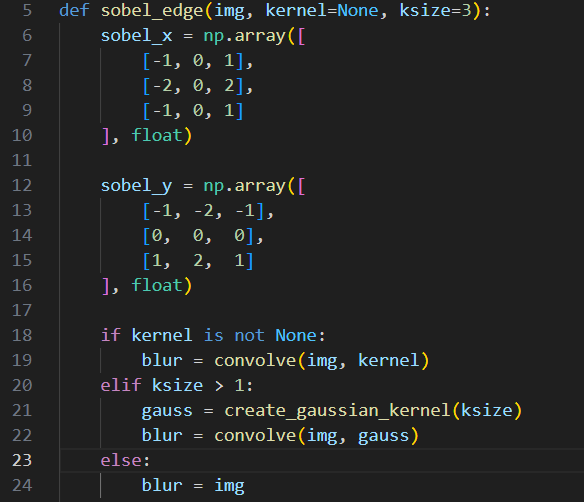 5 def sobel_edge(img, kernel=None, ksize=3):
6     sobel_x = np.array([
7         [-1, 0, 1],
8         [-2, 0, 2],
9         [-1, 0, 1]
10     ], float)
11
12     sobel_y = np.array([
13         [-1, -2, -1],
14         [0,  0,  0],
15         [1,  2,  1]
16     ], float)
17
18     if kernel is not None:
19         blur = convolve(img, kernel)
20     elif ksize > 1:
21         gauss = create_gaussian_kernel(ksize)
22         blur = convolve(img, gauss)
23     else:
24         blur = img